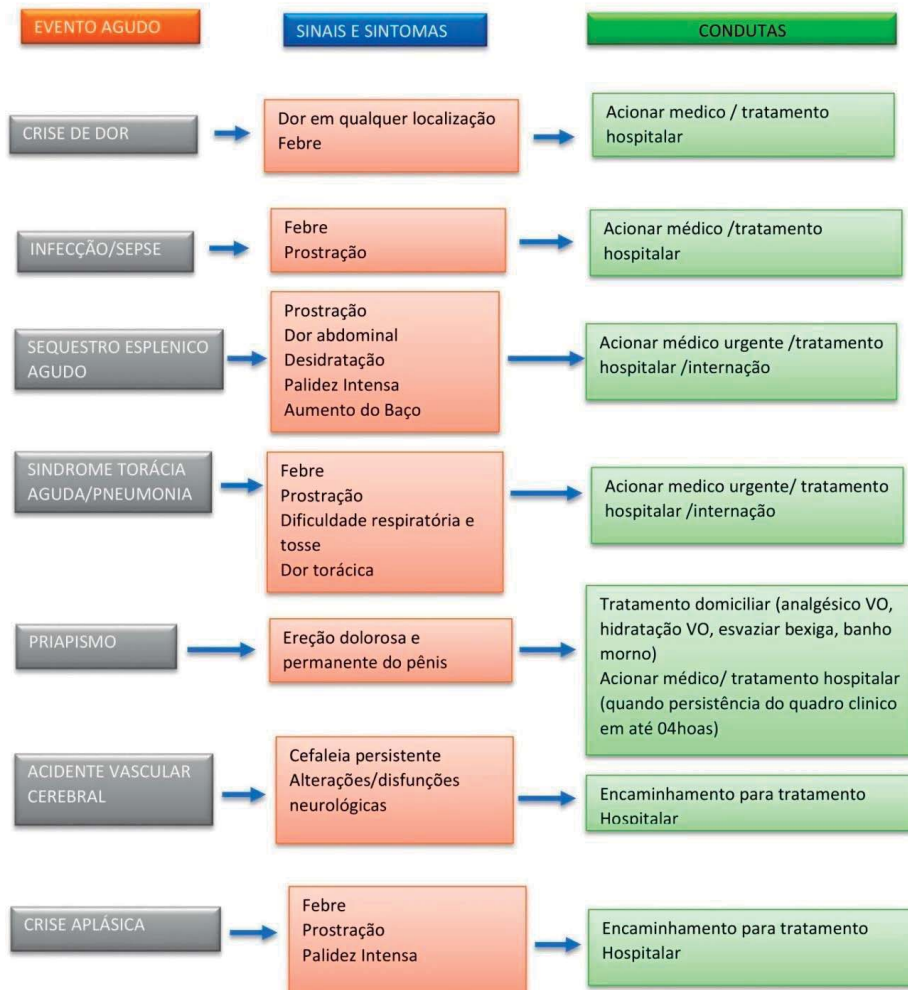 EVENTO AGUDO
SINAIS E SINTOMAS
CONDUTAS
CRISE DE DOR
Dor em qualquer localização
Febre
Acionar medico / tratamento
hospitalar
INFECÇÃO/SEPSE
Febre
Prostração
Acionar médico /tratamento
hospitalar
SEQUESTRO ESPLENICO
AGUDO
Prostração
Dor abdominal
Desidratação
Palidez Intensa
Aumento do Baço
Acionar médico urgente /tratamento
hospitalar /internação
SINDROME TORÁCIA
AGUDA/PNEUMONIA
Febre
Prostração
Dificuldade respiratória e
tosse
Dor torácica
Acionar medico urgente/ tratamento
hospitalar /internação
PRIAPISMO
Ereção dolorosa e
permanente do pênis
Tratamento domiciliar (analgésico VO,
hidratação VO, esvaziar bexiga, banho
morno)
Acionar médico/ tratamento hospitalar
(quando persistência do quadro clinico
em até 04hoas)
ACIDENTE VASCULAR
CEREBRAL
Cefaleia persistente
Alterações/disfunções
neurológicas
Encaminhamento para tratamento
Hospitalar
CRISE APLÁSICA
Febre
Prostração
Palidez Intensa
Encaminhamento para tratamento
Hospitalar